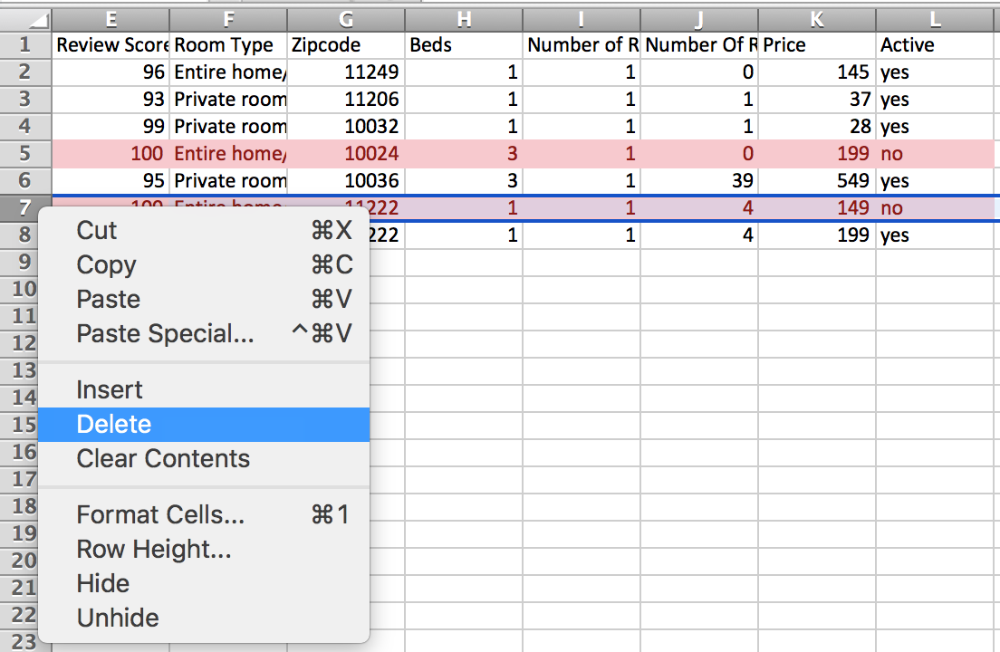 E F G H I J K L
1 Review Score Room Type Zipcode Beds Number of R Number Of R Price Active
2 96 Entire home/ 11249 1 1 0 145 yes
3 93 Private room 11206 1 1 1 37 yes
4 99 Private room 10032 1 1 1 28 yes
5 100 Entire home/ 10024 3 1 0 199 no
6 95 Private room 10036 3 1 39 549 yes
7 100 Entire home/ 11222 1 1 4 149 no
8 222 1 1 4 199 yes
9
10
11
12
13
14
15
16
17
18
19
20
21
22
23
Cut ⌘X
Copy ⌘C
Paste ⌘V
Paste Special... ^⌘V
Insert
Delete
Clear Contents
Format Cells... ⌘1
Row Height...
Hide
Unhide